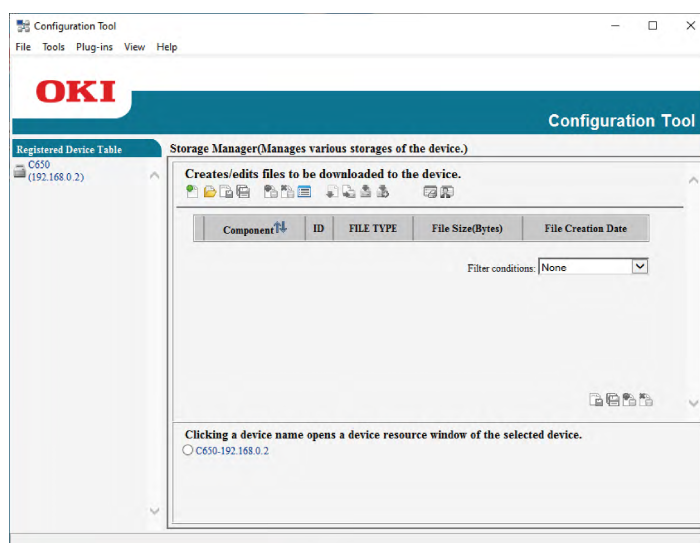 Configuration Tool
File Tools Plug-ins View Help
OKI
Configuration Tool
Registered Device Table
C650
(192.168.0.2)
Storage Manager(Manages various storages of the device.)
Creates/edits files to be downloaded to the device.
Component ID FILE TYPE File Size(Bytes) File Creation Date
Filter conditions: None
Clicking a device name opens a device resource window of the selected device.
C650-192.168.0.2